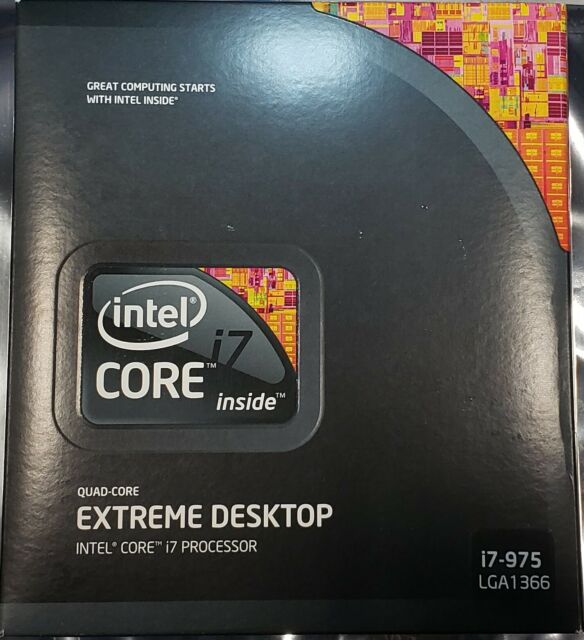 GREAT COMPUTING STARTS
WITH INTEL INSIDE®
intel®
i7
CORE™
inside™
QUAD-CORE
EXTREME DESKTOP
INTEL® CORE™ i7 PROCESSOR
i7-975
LGA1366